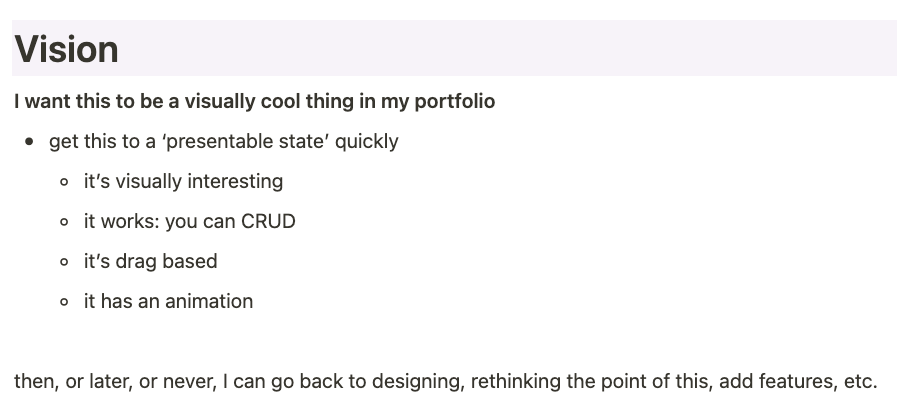 Vision
I want this to be a visually cool thing in my portfolio
get this to a ‘presentable state’ quickly
it’s visually interesting
it works: you can CRUD
it’s drag based
it has an animation
then, or later, or never, I can go back to designing, rethinking the point of this, add features, etc.